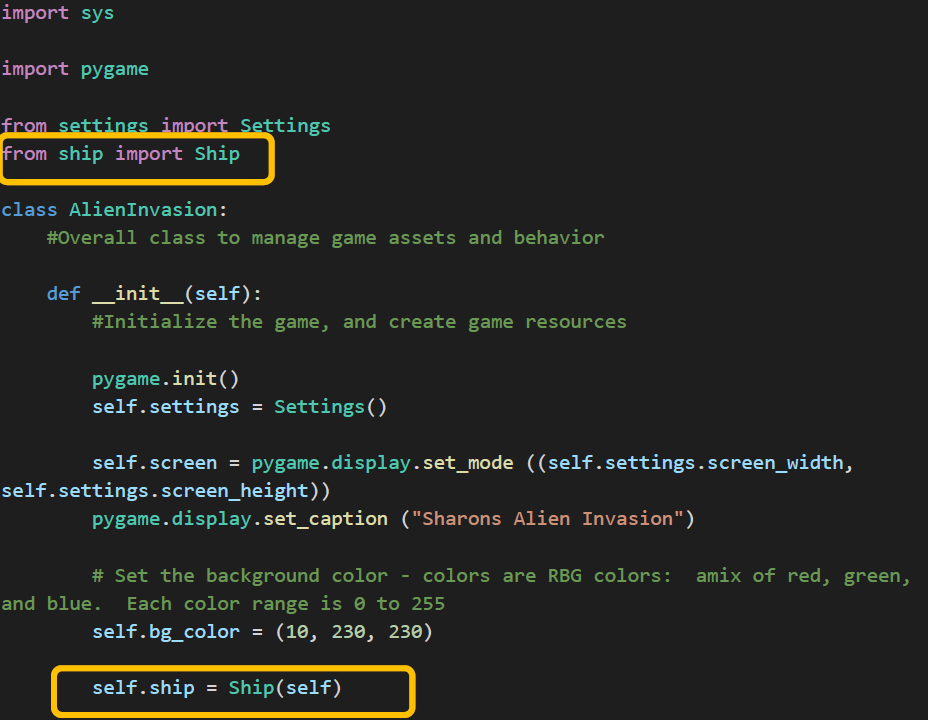 import sys
import pygame
from settings import Settings
from ship import Ship
class AlienInvasion:
#Overall class to manage game assets and behavior
def __init__(self):
#Initialize the game, and create game resources
pygame.init()
self.settings = Settings()
self.screen = pygame.display.set_mode ((self.settings.screen_width,
self.settings.screen_height))
pygame.display.set_caption ("Sharons Alien Invasion")
# Set the background color - colors are RBG colors:  amix of red, green,
and blue.  Each color range is 0 to 255
self.bg_color = (10, 230, 230)
self.ship = Ship(self)